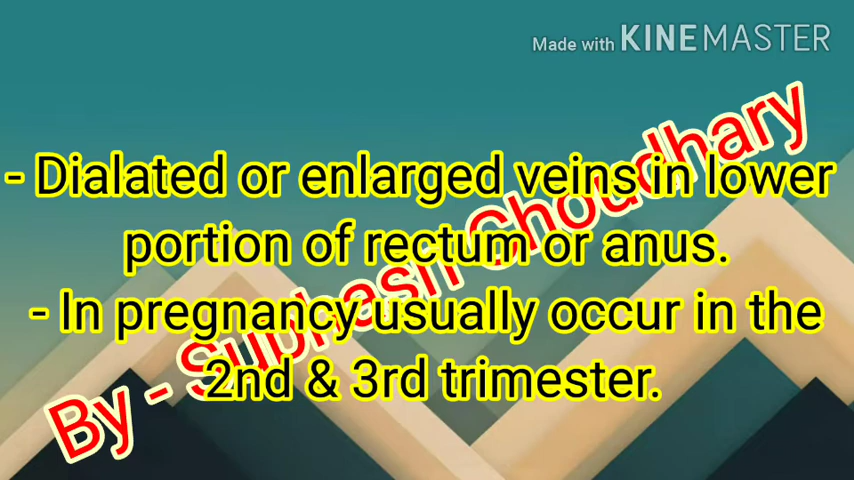 Made with KINEMASTER
- Dialated or enlarged veins in lower
portion of rectum or anus.
- In pregnancy usually occur in the
2nd & 3rd trimester.
By - Subhash Choudhary